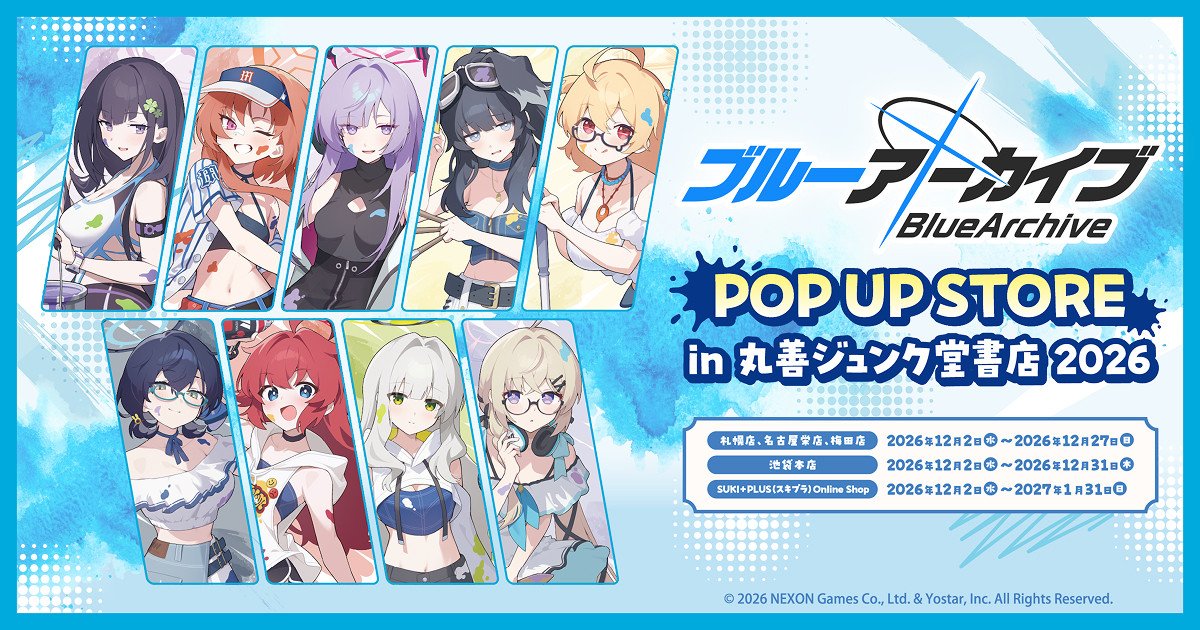 ブルーアーカイブ
BlueArchive
POP UP STORE
in 丸善ジュンク堂書店 2026
札幌店、名古屋栄店、梅田店 2026年12月2日水～2026年12月27日日
池袋本店 2026年12月2日水～2026年12月31日木
SUKI+PLUS(スキプラ)Online Shop 2026年12月2日水～2027年1月31日日
© 2026 NEXON Games Co., Ltd. & Yostar, Inc. All Rights Reserved.